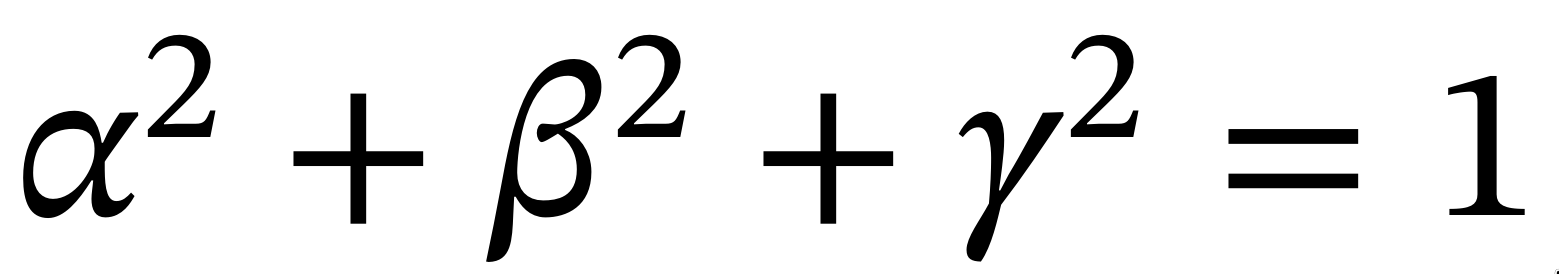 α² + β² + γ² = 1